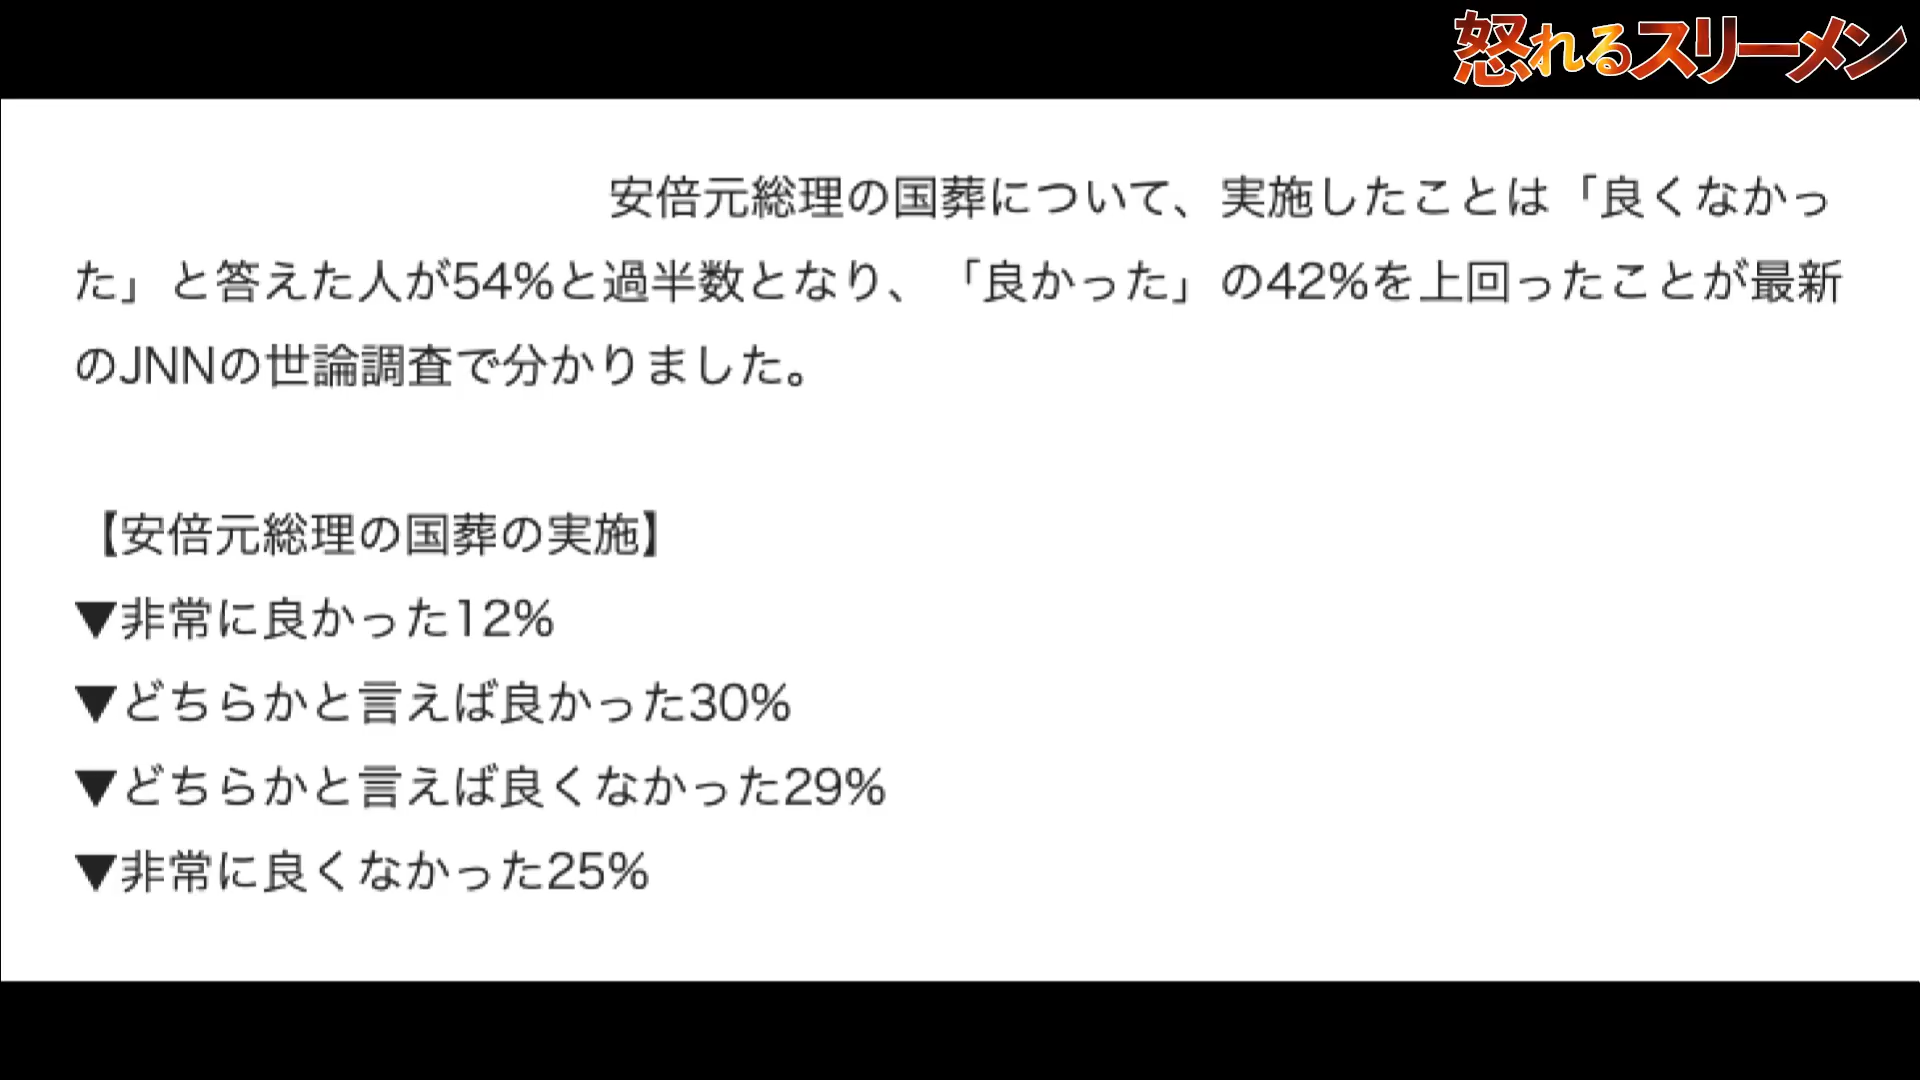 怒れるスリーメン
安倍元総理の国葬について、実施したことは「良くなかっ
た」と答えた人が54%と過半数となり、「良かった」の42%を上回ったことが最新
のJNNの世論調査で分かりました。
【安倍元総理の国葬の実施】
▼非常に良かった12%
▼どちらかと言えば良かった30%
▼どちらかと言えば良くなかった29%
▼非常に良くなかった25%